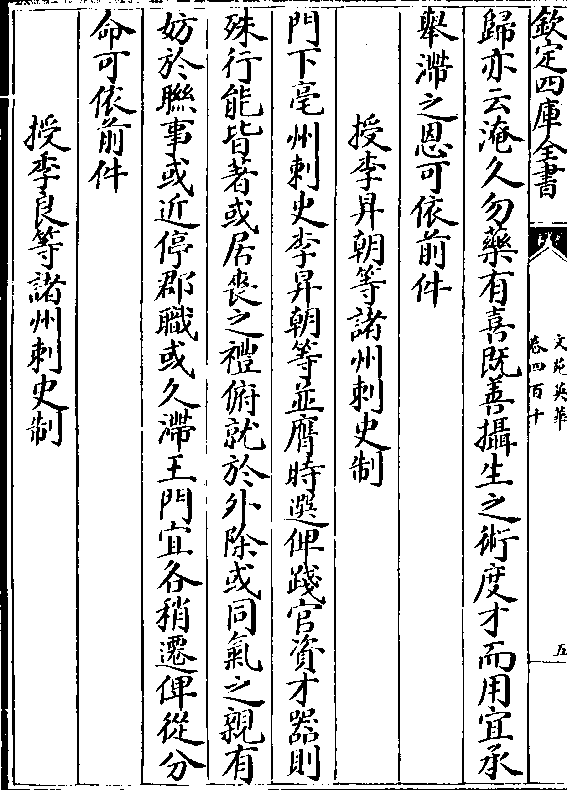 欽定四庫全書
文苑英華
卷四百十
五
歸亦云淹久勿藥有喜既善攝生之術度才而用宜承
舉滯之恩可依前件
授李昇朝等諸州刺史制
門下亳州刺史李昇朝等並膺時選俾踐官資才器則
殊行能皆著或居喪之禮俯就於外除或同氣之親有
妨於聯事或近停郡職或久滯王門宜各稍遷俾從分
命可依前件
授李良等諸州刺史制